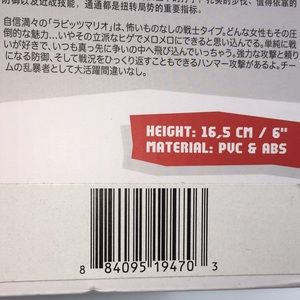 自信満々の「ラビッツマリオ」は、怖いものなしの戦士タイプ。どんな女性もその圧
倒的な魅力…いやその立派なヒゲでメロメロにできると思い込んでいる。単純に戦
いが好きで、いつも真っ先に争いの中へ飛び込んでいっちゃう。強力な攻撃と頼り
になる防御、そして戦況をひっくり返すこともできるハンマー攻撃があるよ。チー
ムの乱暴者として大活躍間違いなし。
HEIGHT: 16,5 CM / 6"
MATERIAL: PVC & ABS
8 84095 19470 3